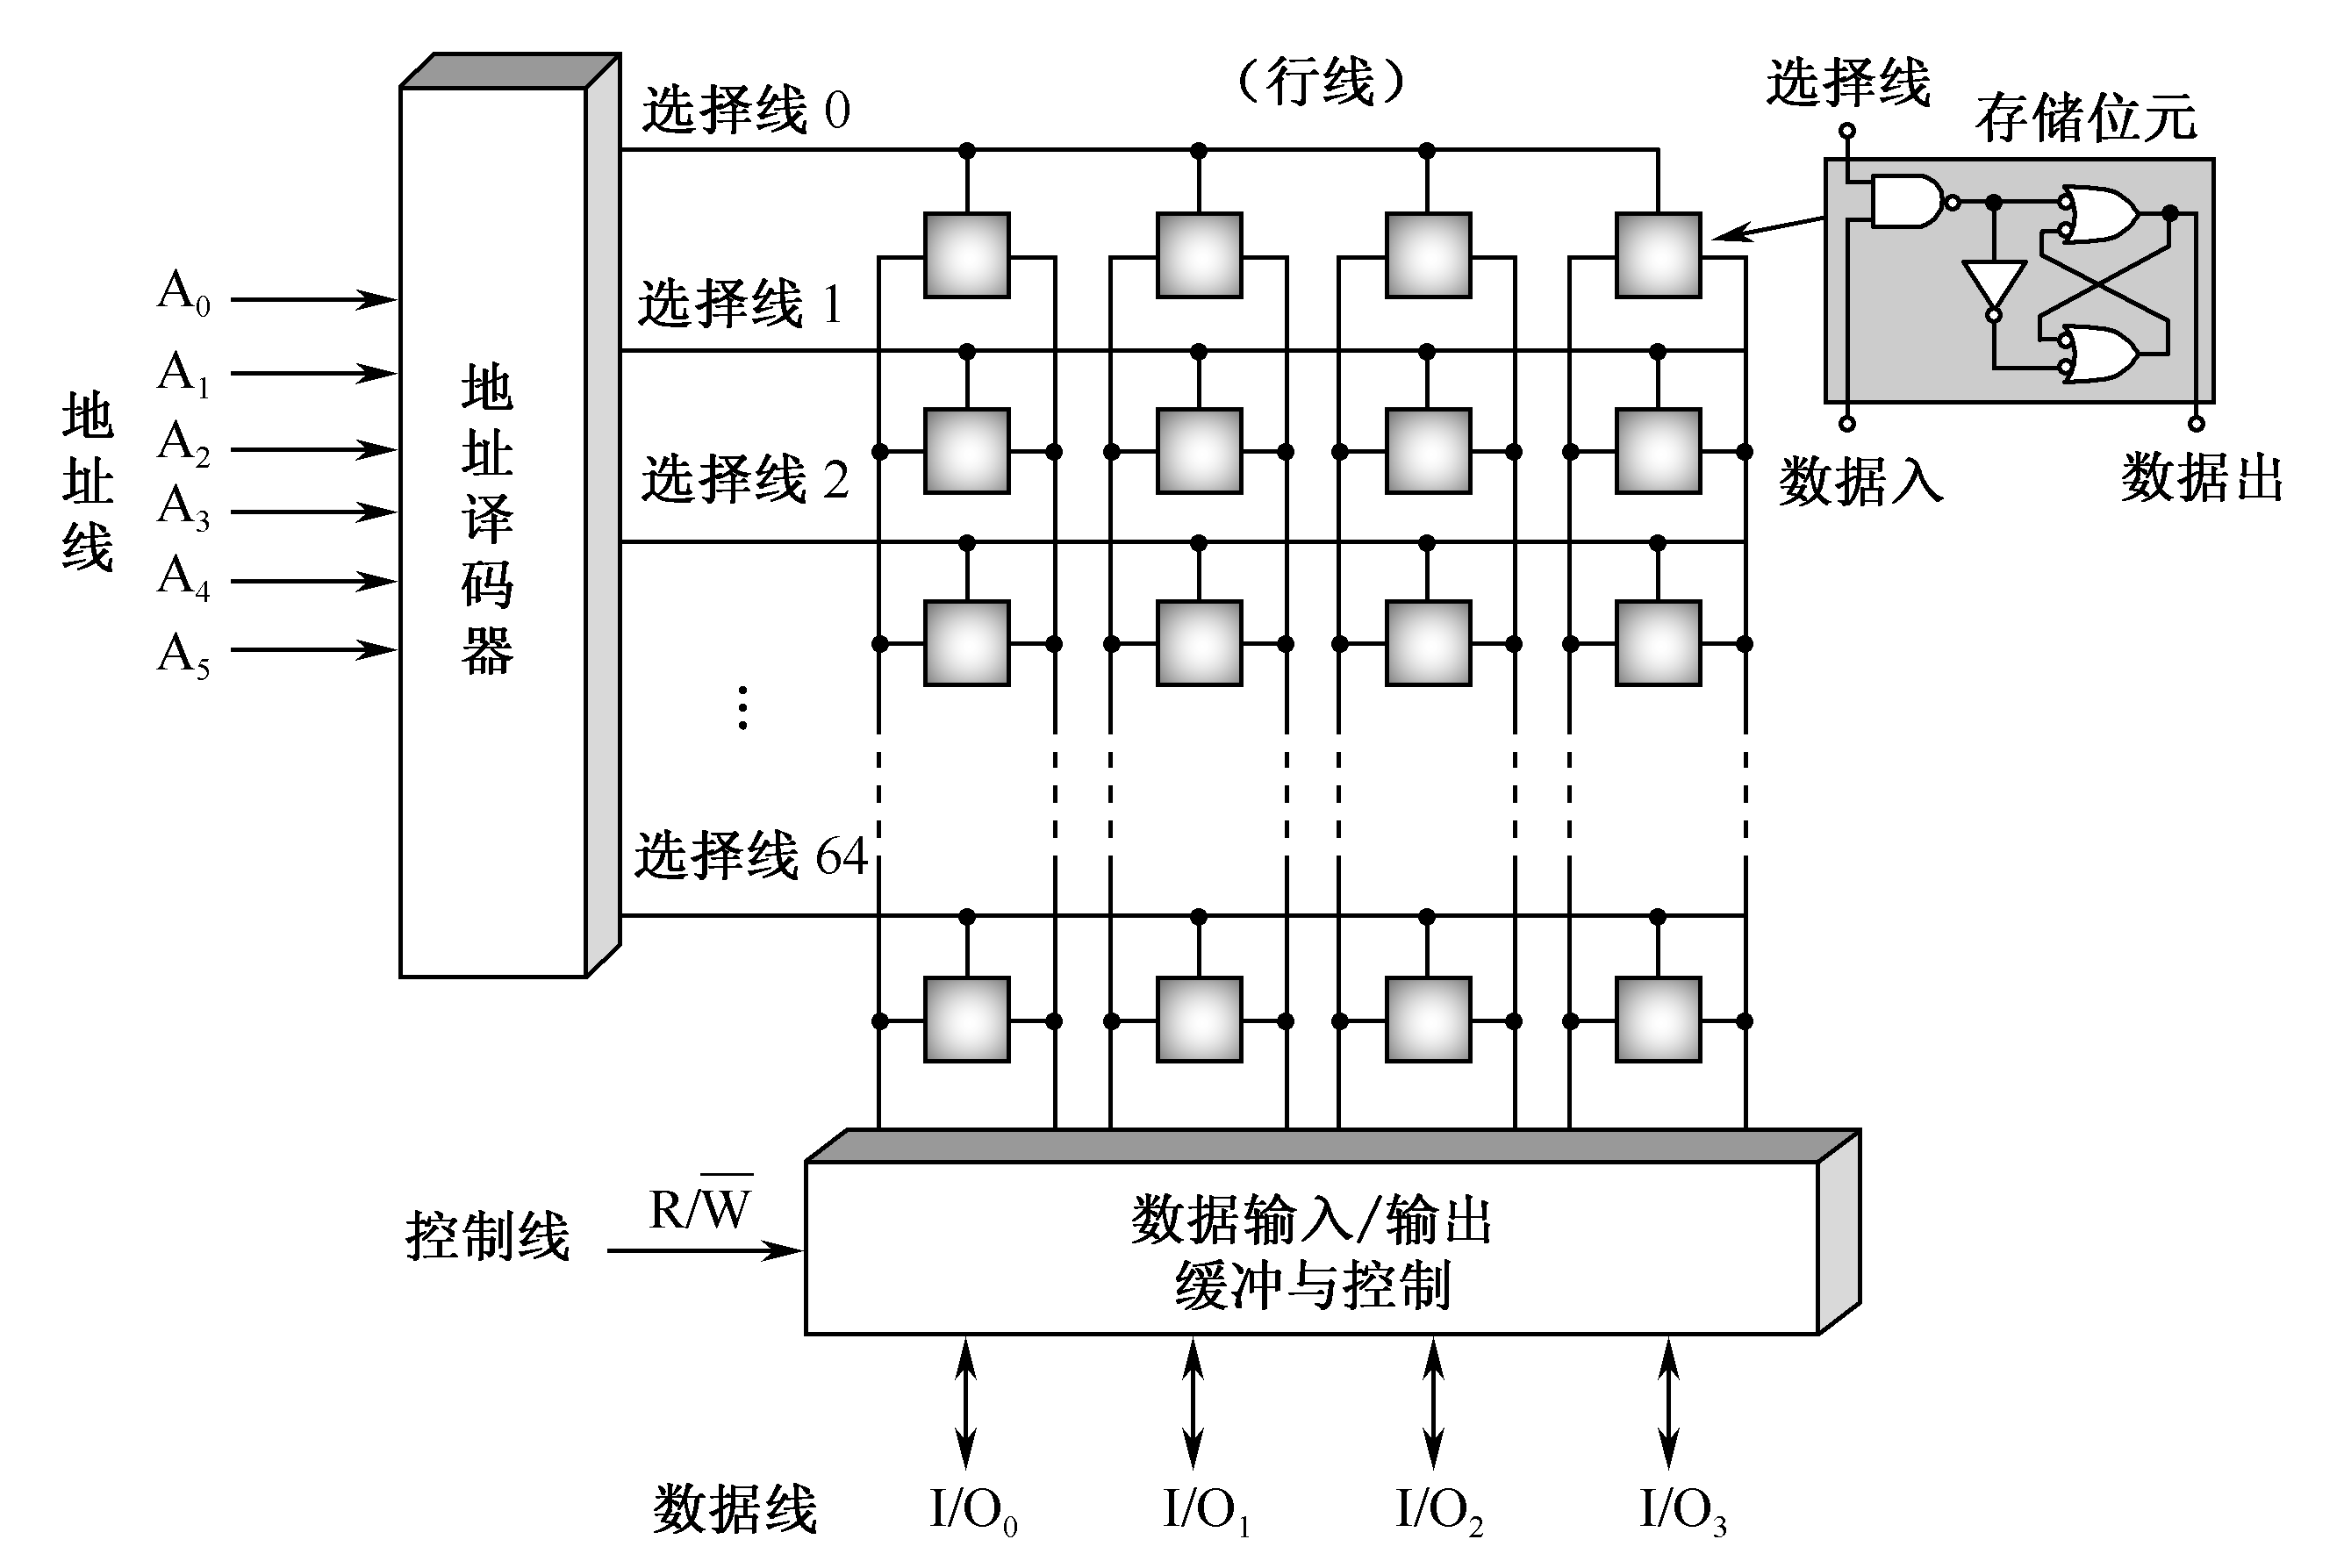 选择线 0
（行线）
选择线
存储位元
选择线 1
数据入
数据出
选择线 2
选择线 64
地址线
A₀
A₁
A₂
A₃
A₄
A₅
地址译码器
控制线
R/W̅
数据输入/输出
缓冲与控制
数据线
I/O₀
I/O₁
I/O₂
I/O₃